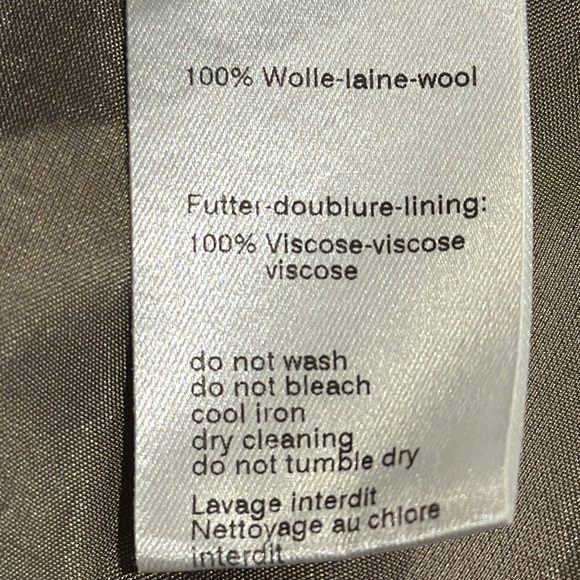 100% Wolle-laine-wool
Futter-doublure-lining:
100% Viscose-viscose
viscose
do not wash
do not bleach
cool iron
dry cleaning
do not tumble dry
Lavage interdit
Nettoyage au chlore
interdit